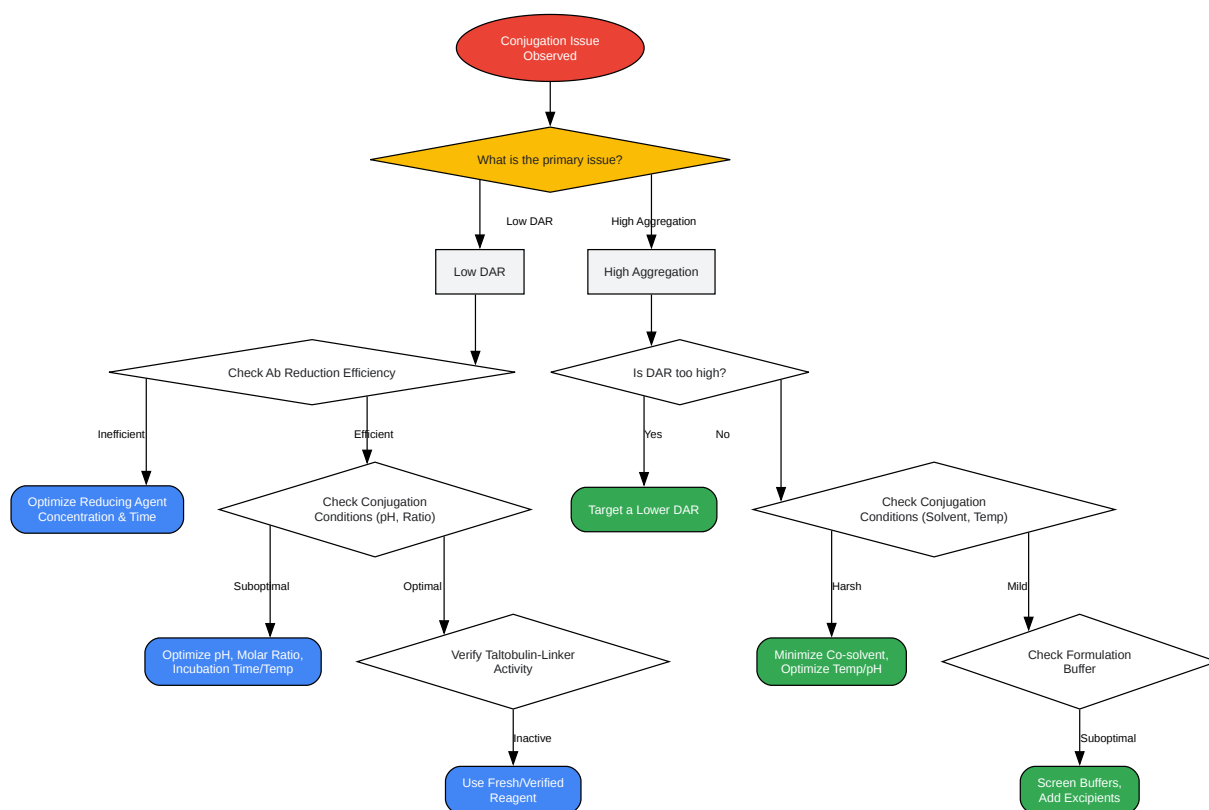 Conjugation Issue
Observed
What is the primary issue?
Low DAR
High Aggregation
Low DAR
High Aggregation
Check Ab Reduction Efficiency
Is DAR too high?
Inefficient
Efficient
Yes
No
Optimize Reducing Agent
Concentration & Time
Check Conjugation
Conditions (pH, Ratio)
Target a Lower DAR
Check Conjugation
Conditions (Solvent, Temp)
Suboptimal
Optimal
Harsh
Mild
Optimize pH, Molar Ratio,
Incubation Time/Temp
Verify Taltobulin-Linker
Activity
Minimize Co-solvent,
Optimize Temp/pH
Check Formulation
Buffer
Inactive
Suboptimal
Use Fresh/Verified
Reagent
Screen Buffers,
Add Excipients